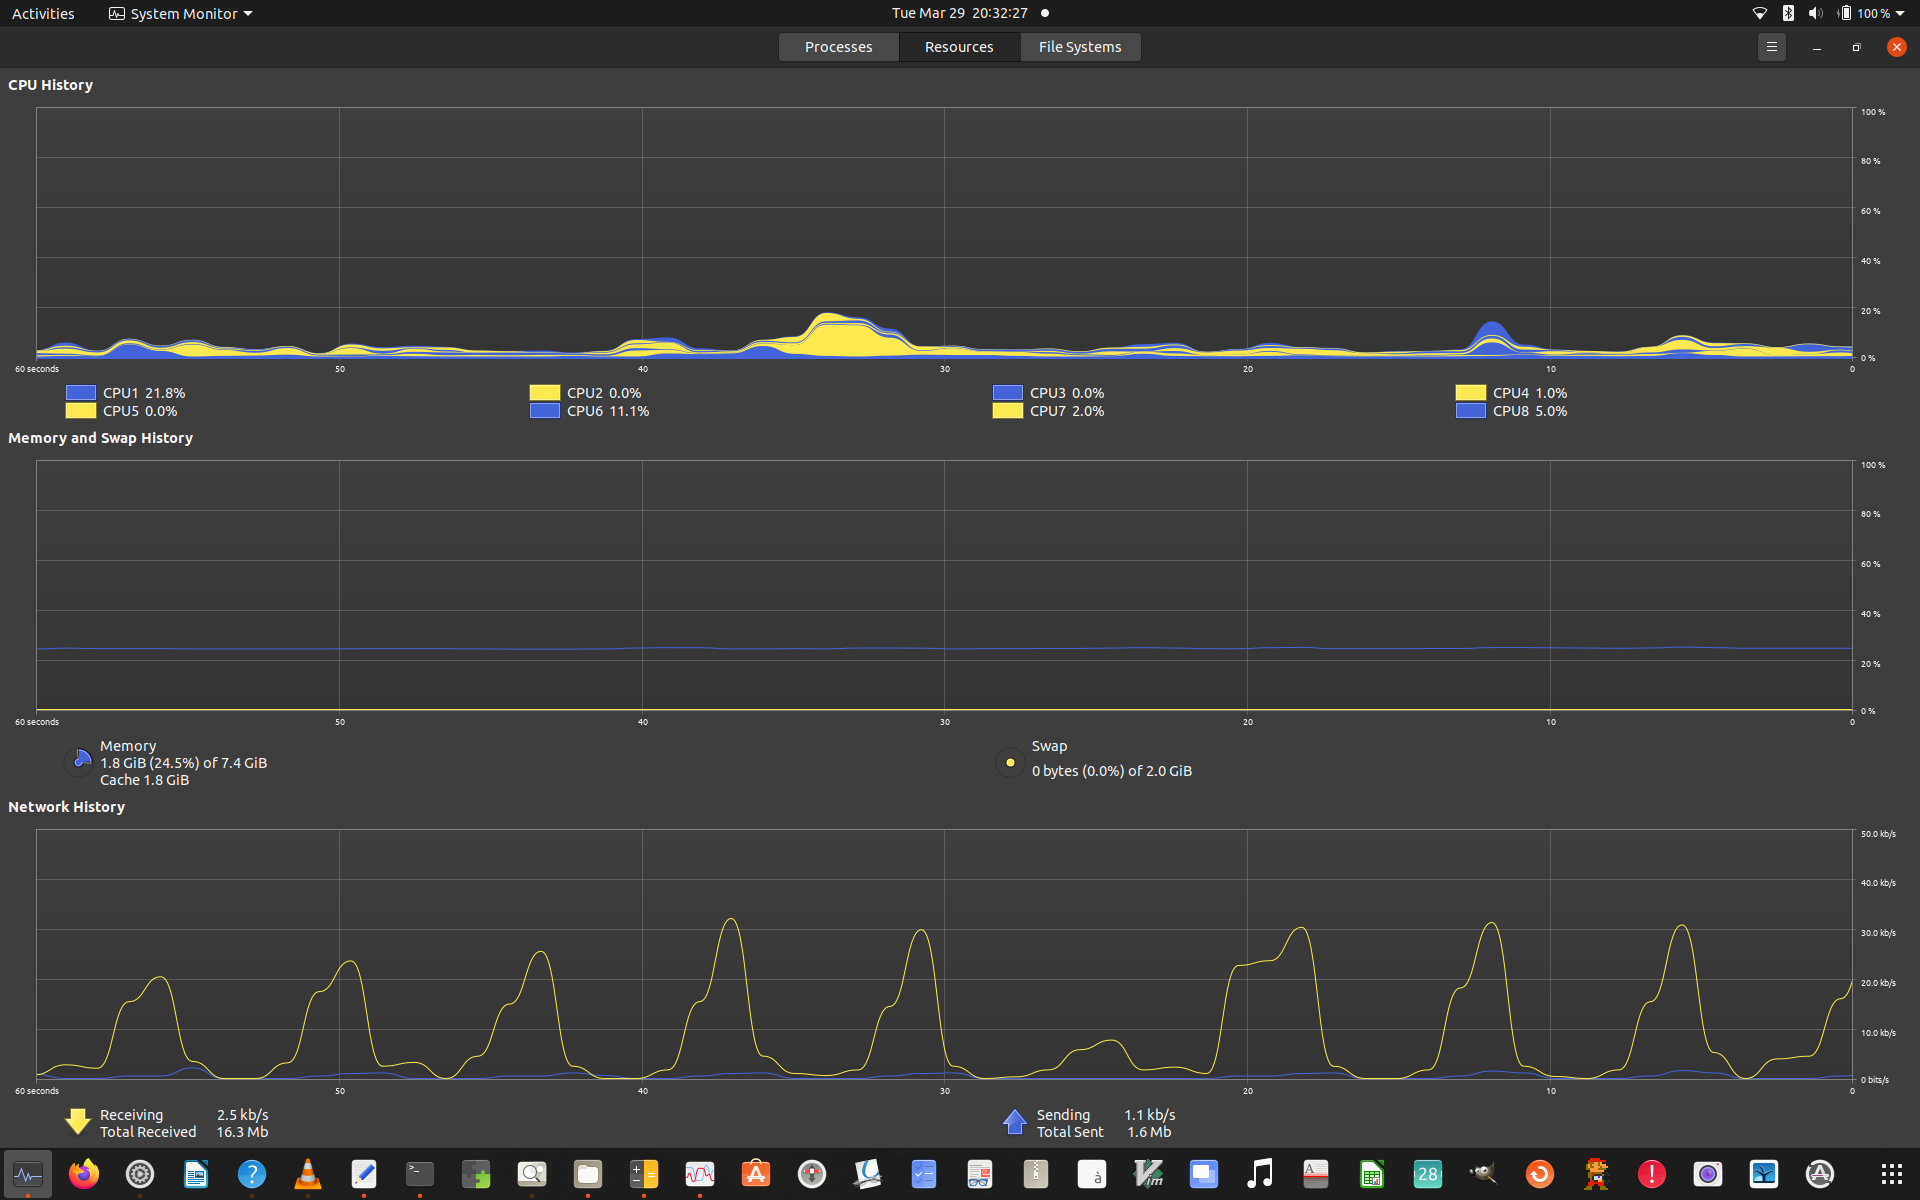 Activities
System Monitor
Tue Mar 29 20:32:27
100 %
Processes
Resources
File Systems
CPU History
100 %
80 %
60 %
40 %
20 %
0 %
60 seconds 50 40 30 20 10 0
CPU1 21.8% CPU2 0.0% CPU3 0.0% CPU4 1.0%
CPU5 0.0% CPU6 11.1% CPU7 2.0% CPU8 5.0%
Memory and Swap History
100 %
80 %
60 %
40 %
20 %
0 %
60 seconds 50 40 30 20 10 0
Memory
1.8 GiB (24.5%) of 7.4 GiB
Cache 1.8 GiB
Swap
0 bytes (0.0%) of 2.0 GiB
Network History
50.0 kb/s
40.0 kb/s
30.0 kb/s
20.0 kb/s
10.0 kb/s
0 bits/s
60 seconds 50 40 30 20 10 0
Receiving 2.5 kb/s
Total Received 16.3 Mb
Sending 1.1 kb/s
Total Sent 1.6 Mb
?
>_
à
Vim
A
28
!